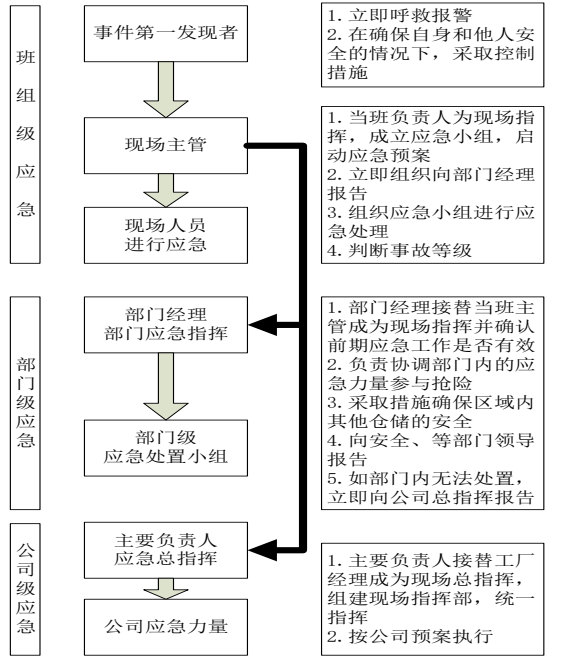 班组级应急
事件第一发现者
1. 立即呼救报警
2. 在确保自身和他人安
全的情况下，采取控制
措施
现场主管
现场人员
进行应急
1. 当班负责人为现场指
挥，成立应急小组，启
动应急预案
2. 立即组织向部门经理
报告
3. 组织应急小组进行应
急处理
4. 判断事故等级
部门级应急
部门经理
部门应急指挥
部门级
应急处置小组
1. 部门经理接替当班主
管成为现场指挥并确认
前期应急工作是否有效
2. 负责协调部门内的应
急力量参与抢险
3. 采取措施确保区域内
其他仓储的安全
4. 向安全、等部门领导
报告
5. 如部门内无法处置，
立即向公司总指挥报告
公司级应急
主要负责人
应急总指挥
公司应急力量
1. 主要负责人接替工厂
经理成为现场总指挥，
组建现场指挥部，统一
指挥
2. 按公司预案执行